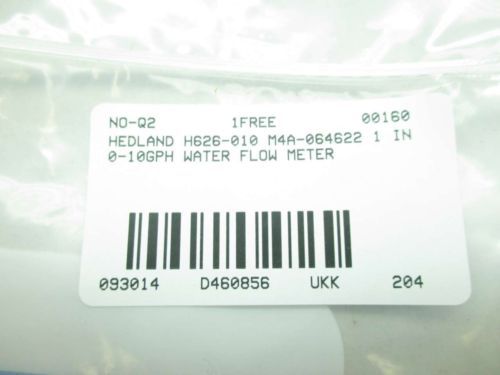 NO-Q2 1FREE 00160
HEDLAND H626-010 M4A-064622 1 IN
0-10GPH WATER FLOW METER
093014 D460856 UKK 204